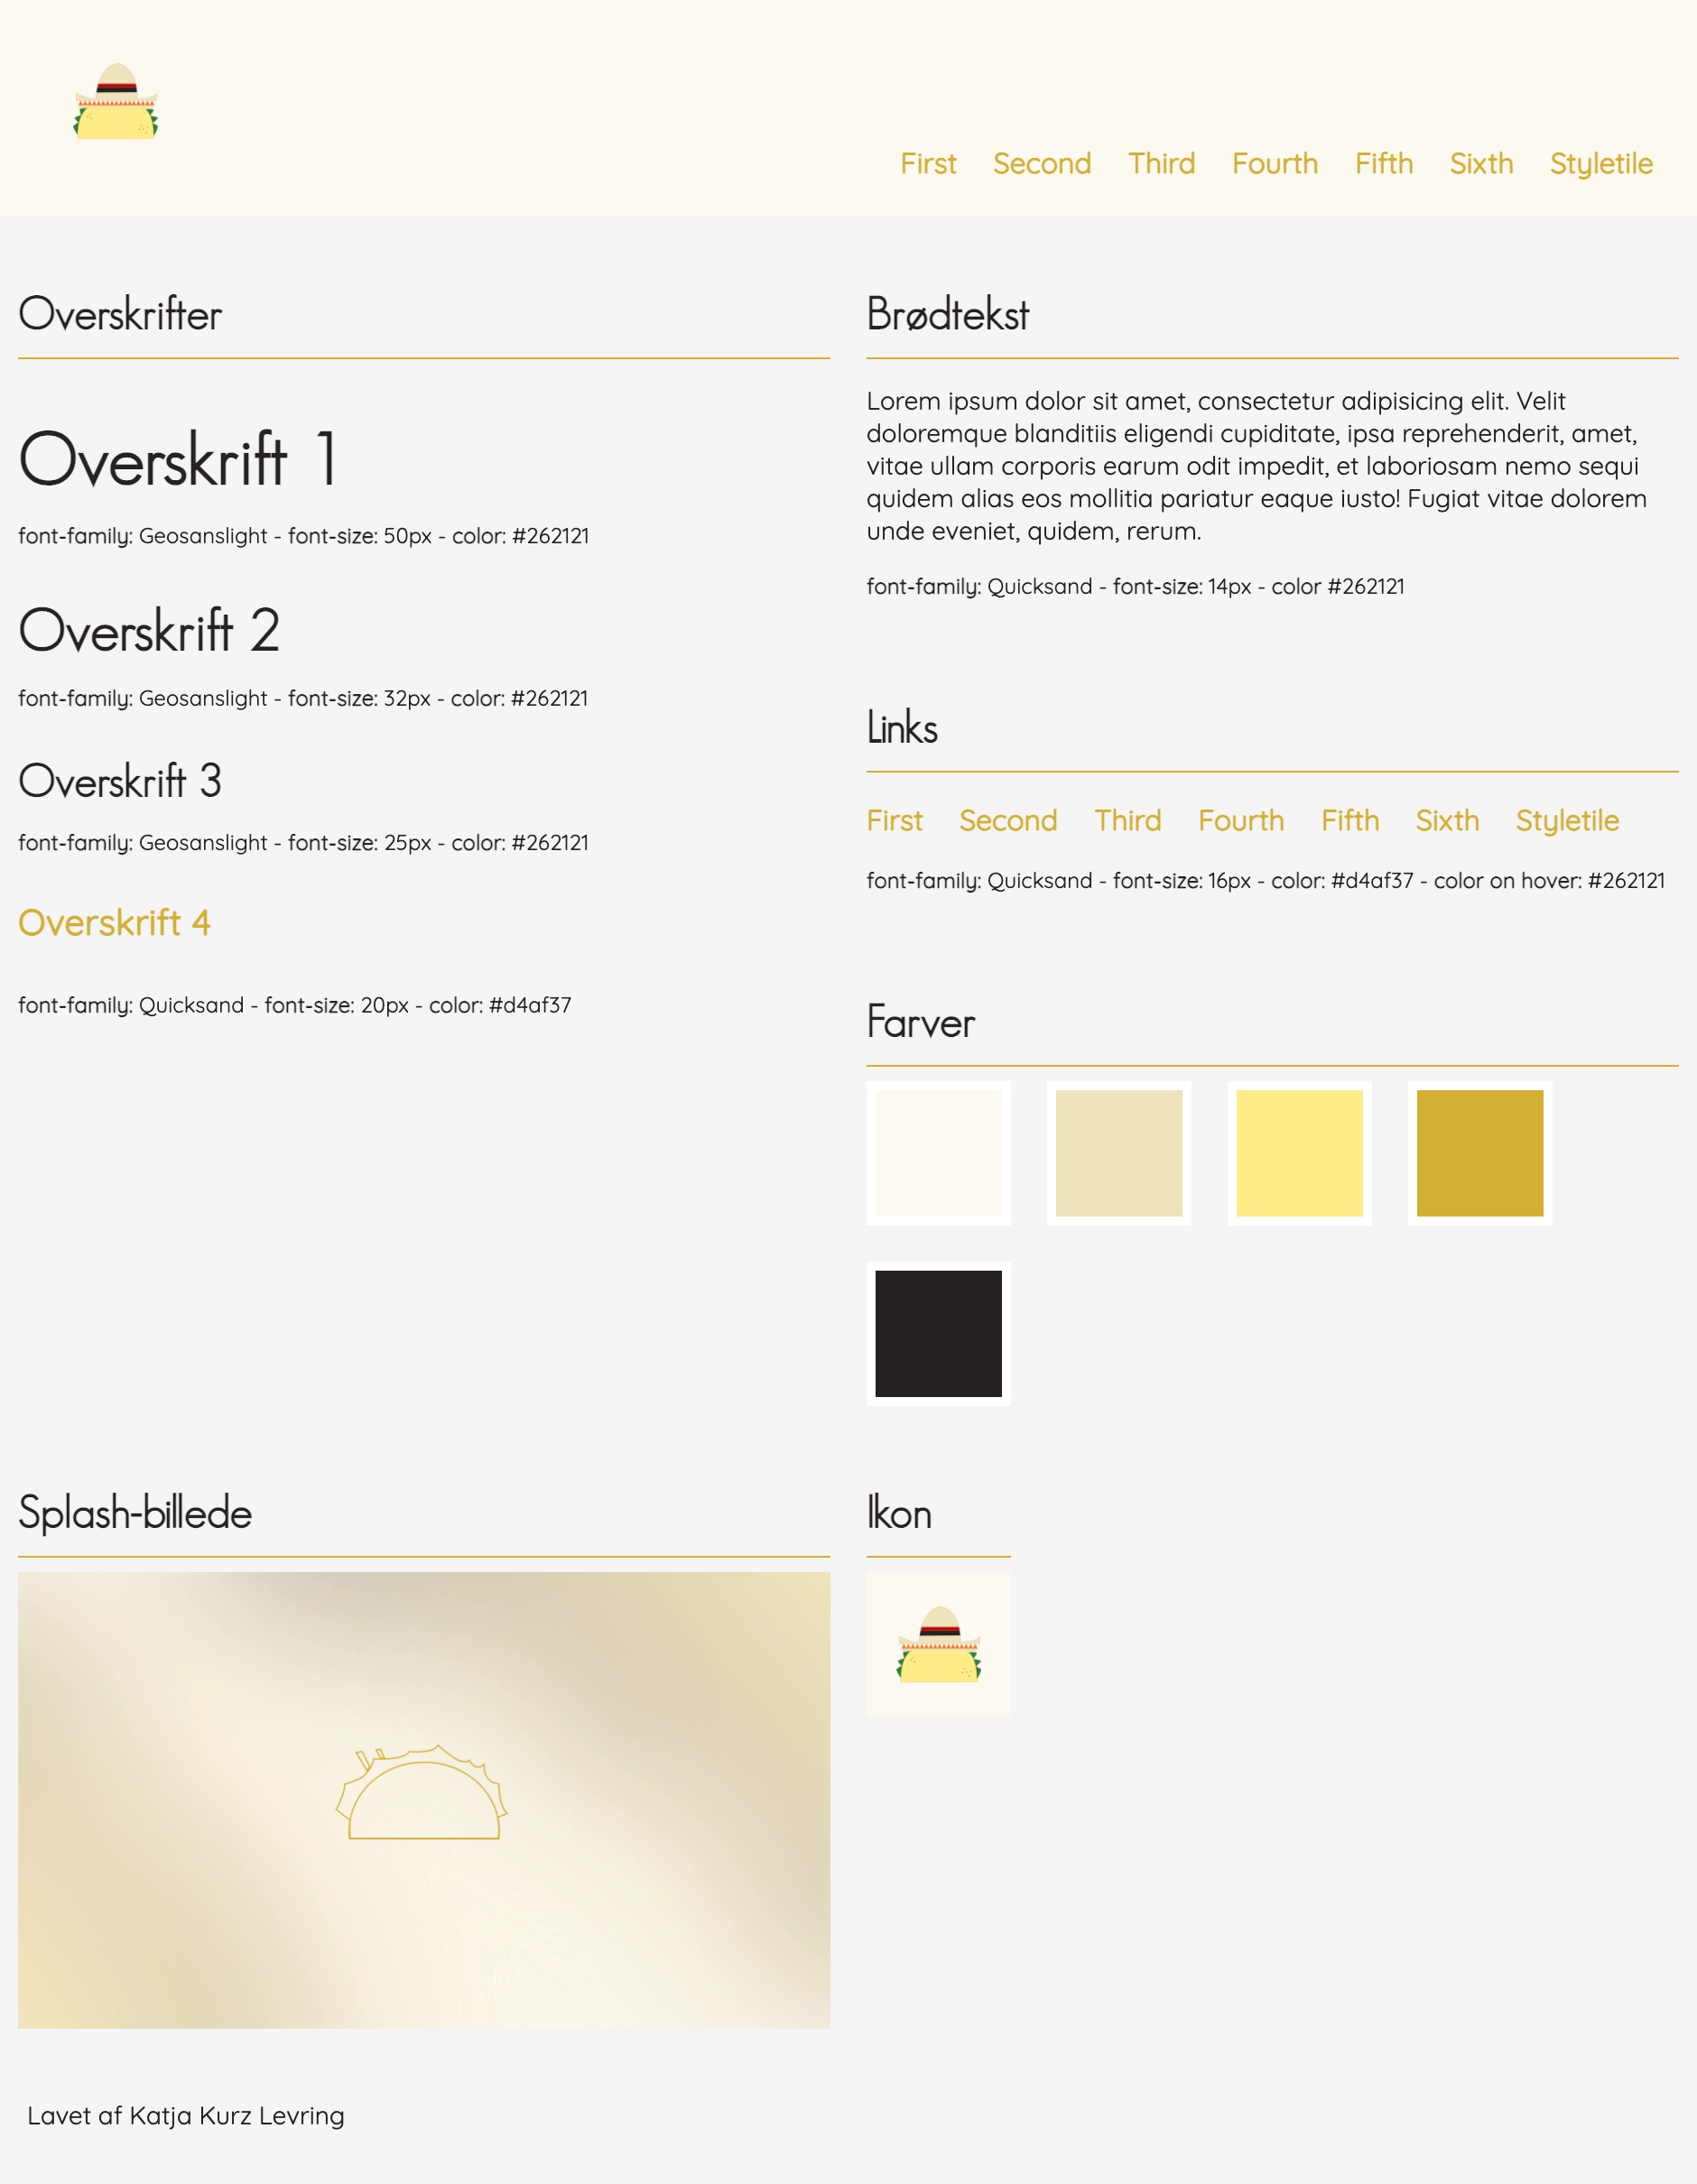 First Second Third Fourth Fifth Sixth Styletile
Overskrifter
Overskrift 1
font-family: Geosanslight - font-size: 50px - color: #262121
Overskrift 2
font-family: Geosanslight - font-size: 32px - color: #262121
Overskrift 3
font-family: Geosanslight - font-size: 25px - color: #262121
Overskrift 4
font-family: Quicksand - font-size: 20px - color: #d4af37
Brødtekst
Lorem ipsum dolor sit amet, consectetur adipisicing elit. Velit
doloremque blanditiis eligendi cupiditate, ipsa reprehenderit, amet,
vitae ullam corporis earum odit impedit, et laboriosam nemo sequi
quidem alias eos mollitia pariatur eaque iusto! Fugiat vitae dolorem
unde eveniet, quidem, rerum.
font-family: Quicksand - font-size: 14px - color #262121
Links
First Second Third Fourth Fifth Sixth Styletile
font-family: Quicksand - font-size: 16px - color: #d4af37 - color on hover: #262121
Farver
Splash-billede
Ikon
Lavet af Katja Kurz Levring